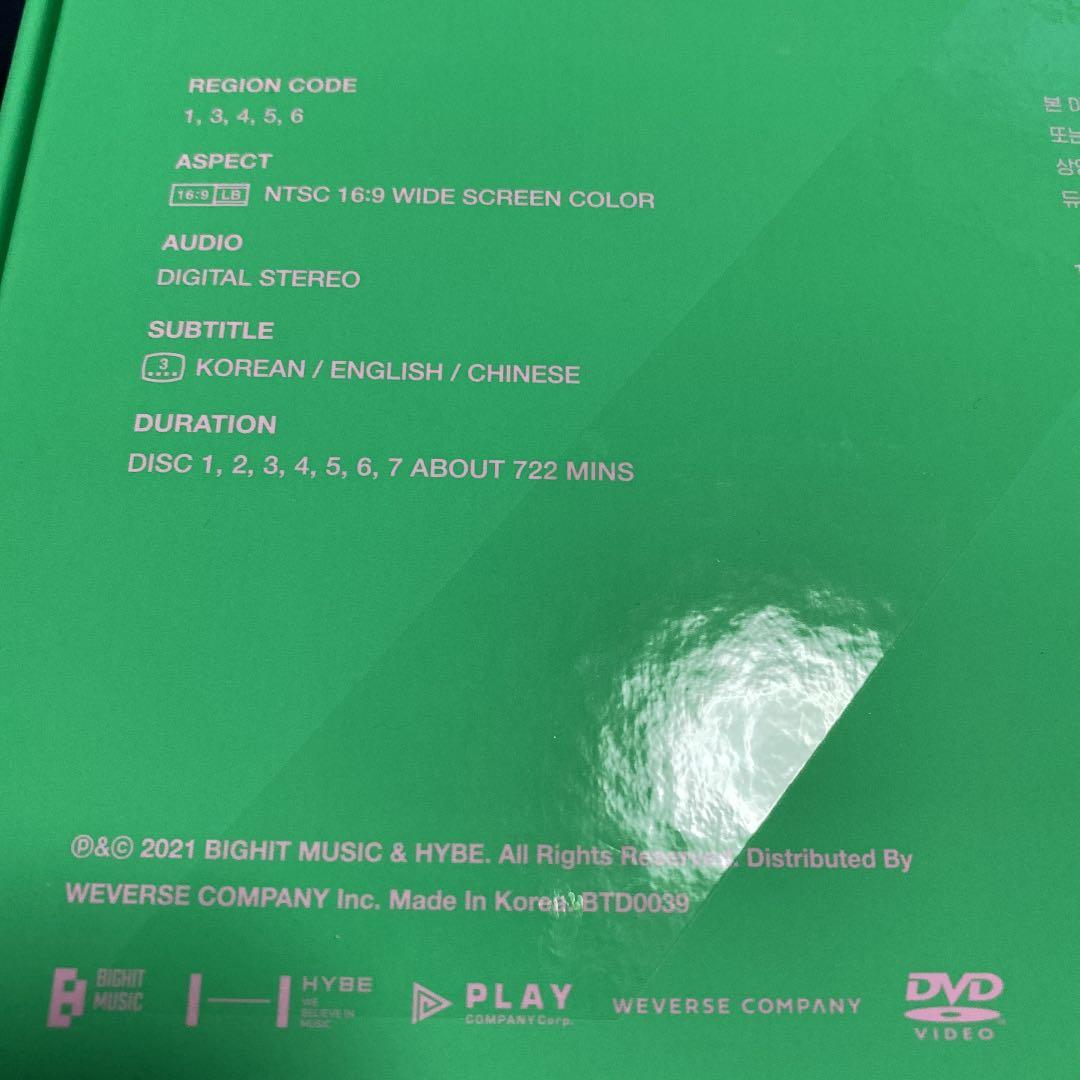 REGION CODE
1, 3, 4, 5, 6
ASPECT
16:9 LB NTSC 16:9 WIDE SCREEN COLOR
AUDIO
DIGITAL STEREO
SUBTITLE
3 KOREAN / ENGLISH / CHINESE
DURATION
DISC 1, 2, 3, 4, 5, 6, 7 ABOUT 722 MINS
본
또는
상영
듀
℗&© 2021 BIGHIT MUSIC & HYBE. All Rights Reserved. Distributed By
WEVERSE COMPANY Inc. Made In Korea. BTD0039
BIGHIT
MUSIC
HYBE
WE
BELIEVE IN
MUSIC
PLAY
COMPANY Corp.
WEVERSE COMPANY
DVD
VIDEO